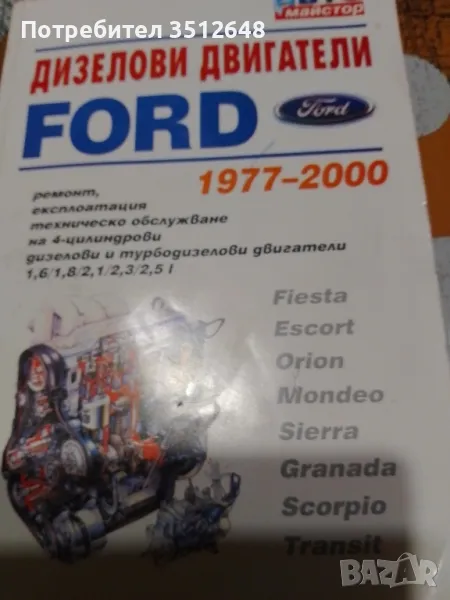 Потребител 3512648
майстор
ДИЗЕЛОВИ ДВИГАТЕЛИ
FORD
Ford
1977-2000
ремонт,
експлоатация
техническо обслужване
на 4-цилиндрови
дизелови и турбодизелови двигатели
1,6/1,8/2,1/2,3/2,5 l
Fiesta
Escort
Orion
Mondeo
Sierra
Granada
Scorpio
Transit
BAZAR